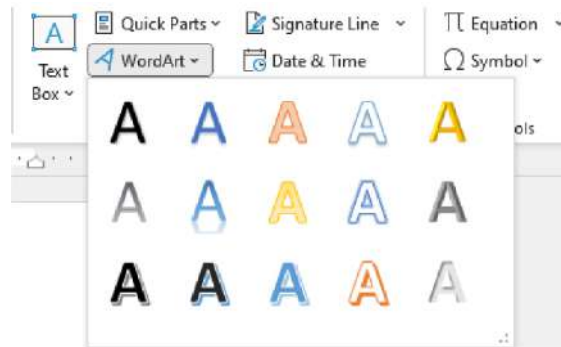 A Quick Parts Signature Line π Equation
Text Box WordArt Date & Time Ω Symbol
ols
A A A A A
A A A A A
A A A A A